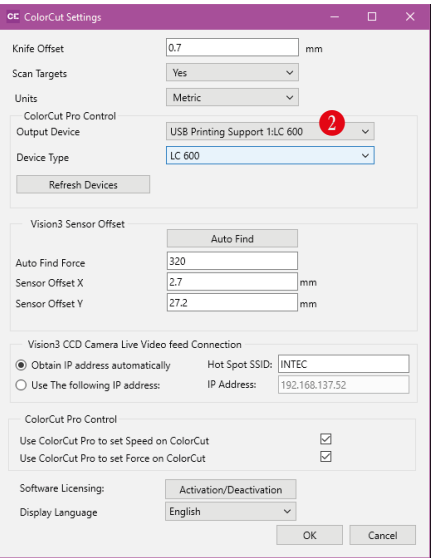 CE ColorCut Settings
Knife Offset 0.7 mm
Scan Targets Yes
Units Metric
ColorCut Pro Control
Output Device USB Printing Support 1:LC 600 2
Device Type LC 600
Refresh Devices
Vision3 Sensor Offset
Auto Find
Auto Find Force 320
Sensor Offset X 2.7 mm
Sensor Offset Y 27.2 mm
Vision3 CCD Camera Live Video feed Connection
Obtain IP address automatically Hot Spot SSID: INTEC
Use The following IP address: IP Address: 192.168.137.52
ColorCut Pro Control
Use ColorCut Pro to set Speed on ColorCut
Use ColorCut Pro to set Force on ColorCut
Software Licensing: Activation/Deactivation
Display Language English
OK Cancel